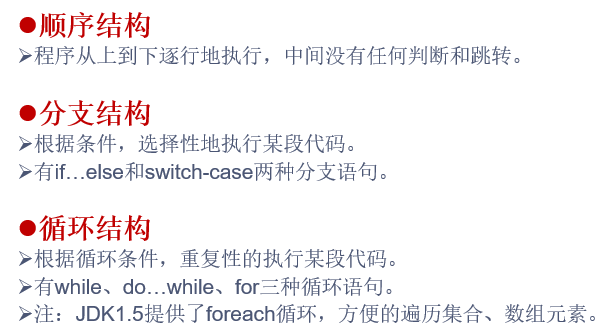 ●顺序结构
➢程序从上到下逐行地执行，中间没有任何判断和跳转。
●分支结构
➢根据条件，选择性地执行某段代码。
➢有if…else和switch-case两种分支语句。
●循环结构
➢根据循环条件，重复性的执行某段代码。
➢有while、do…while、for三种循环语句。
➢注：JDK1.5提供了foreach循环，方便的遍历集合、数组元素。